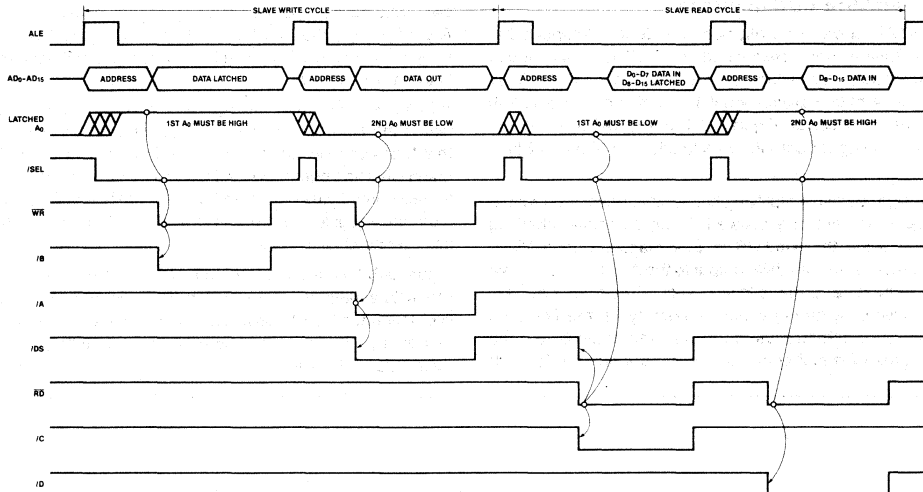 SLAVE WRITE CYCLE SLAVE READ CYCLE
ALE
AD0-AD15 ADDRESS DATA LATCHED ADDRESS DATA OUT ADDRESS D0-D7 DATA IN ADDRESS D8-D15 DATA IN
D8-D15 LATCHED
LATCHED
A0 1ST A0 MUST BE HIGH 2ND A0 MUST BE LOW 1ST A0 MUST BE LOW 2ND A0 MUST BE HIGH
/SEL
WR
/B
/A
/DS
RD
/C
/D